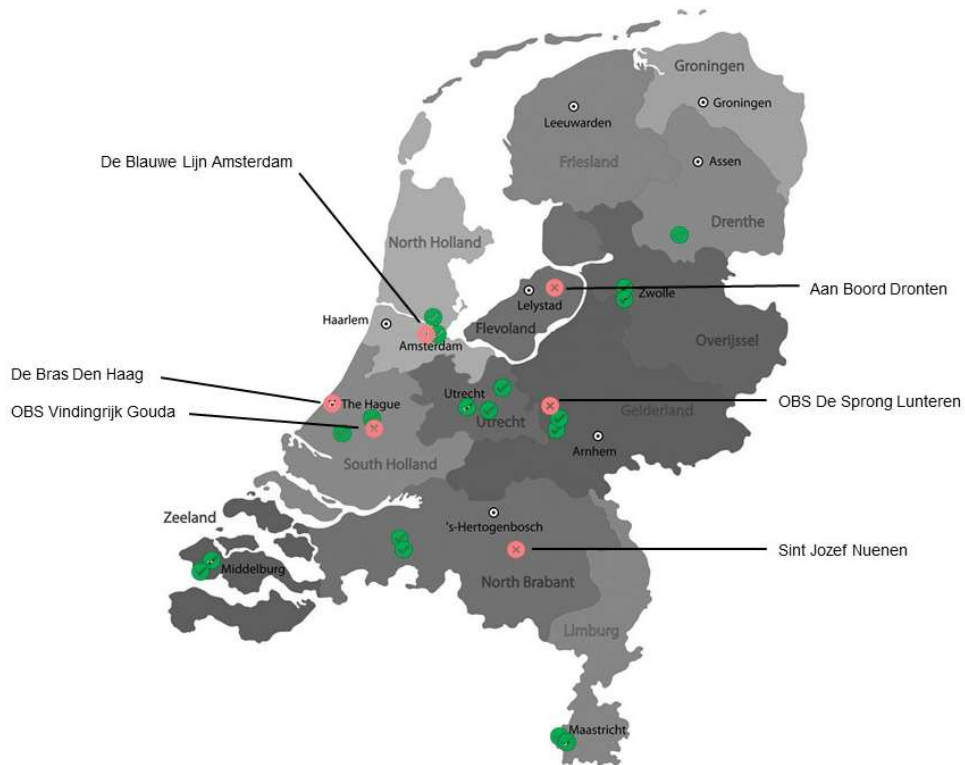 Groningen
Groningen
Leeuwarden
De Blauwe Lijn Amsterdam
Friesland
Assen
Drenthe
North Holland
Lelystad
Zwolle
Aan Boord Dronten
Haarlem
Flevoland
Amsterdam
Overijssel
De Bras Den Haag
The Hague
Utrecht
OBS Vindingrijk Gouda
Utrecht
Gelderland
OBS De Sprong Lunteren
Arnhem
South Holland
Zeeland
's-Hertogenbosch
Sint Jozef Nuenen
Middelburg
North Brabant
Limburg
Maastricht